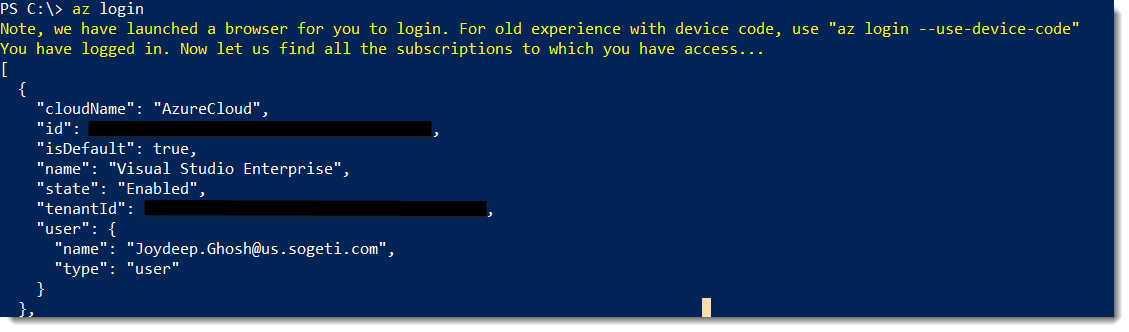 PS C:\> az login
Note, we have launched a browser for you to login. For old experience with device code, use "az login --use-device-code"
You have logged in. Now let us find all the subscriptions to which you have access...
[
  {
    "cloudName": "AzureCloud",
    "id": ,
    "isDefault": true,
    "name": "Visual Studio Enterprise",
    "state": "Enabled",
    "tenantId": ,
    "user": {
      "name": "Joydeep.Ghosh@us.sogeti.com",
      "type": "user"
    }
  },